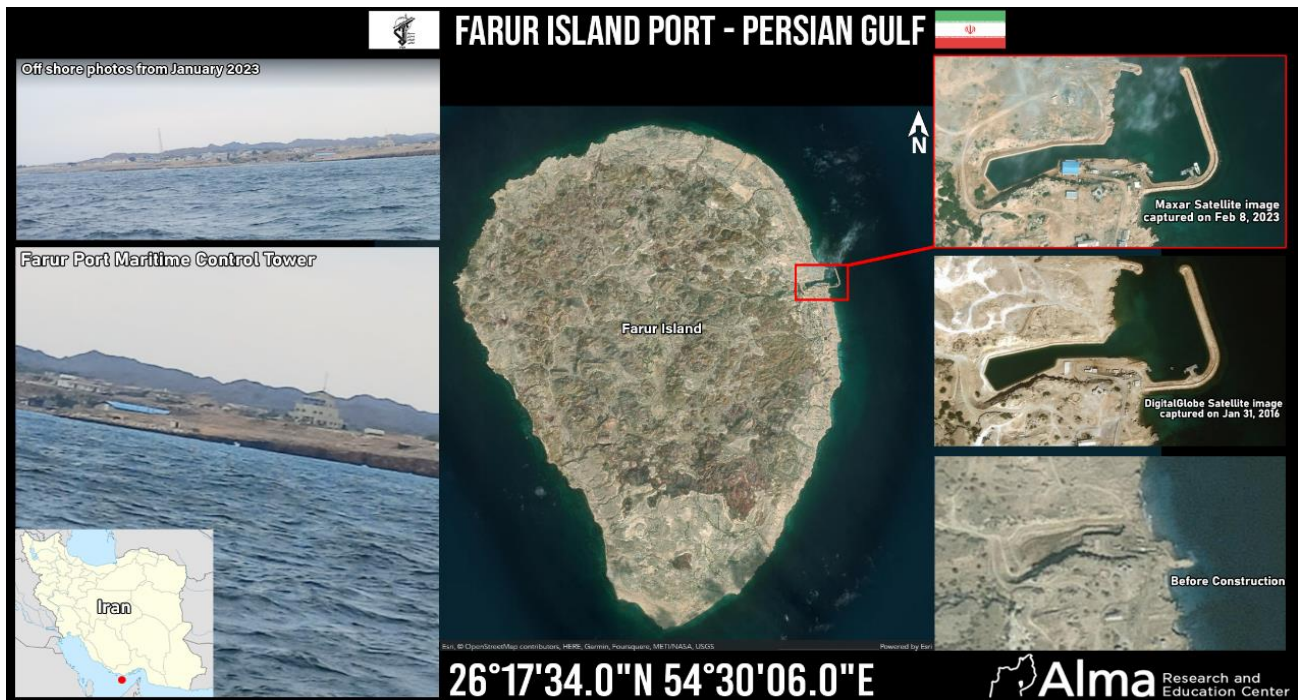 FARUR ISLAND PORT - PERSIAN GULF
Off shore photos from January 2023
Farur Port Maritime Control Tower
Iran
N
Farur Island
Esri, © OpenStreetMap contributors, HERE, Garmin, Foursquare, METI/NASA, USGS
Powered by Esri
26°17'34.0"N 54°30'06.0"E
Maxar Satellite image
captured on Feb 8, 2023
DigitalGlobe Satellite image
captured on Jan 31, 2016
Before Construction
Alma Research and
Education Center